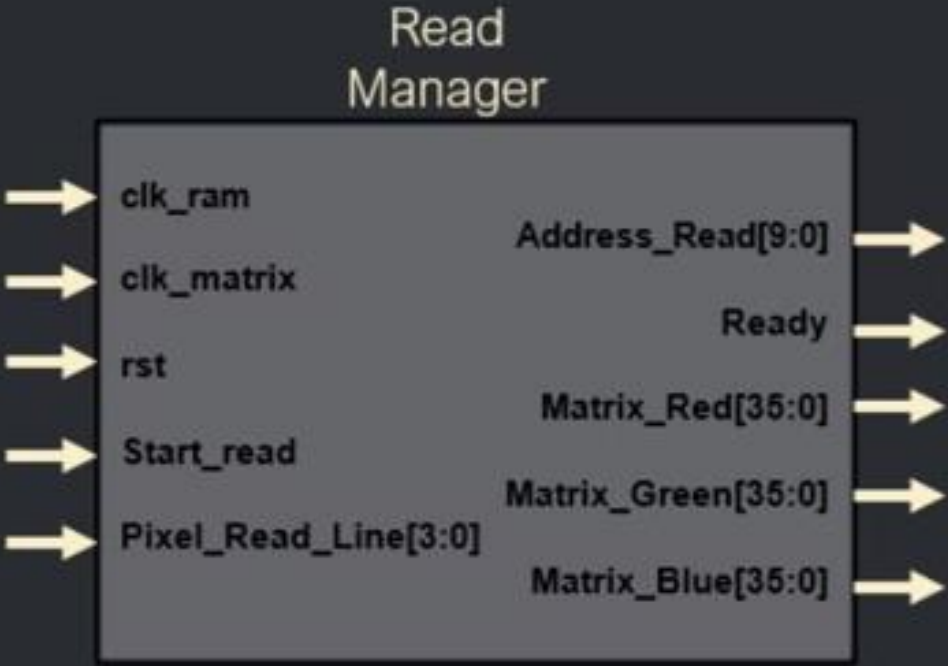 Read
Manager
clk_ram
clk_matrix
rst
Start_read
Pixel_Read_Line[3:0]
Address_Read[9:0]
Ready
Matrix_Red[35:0]
Matrix_Green[35:0]
Matrix_Blue[35:0]